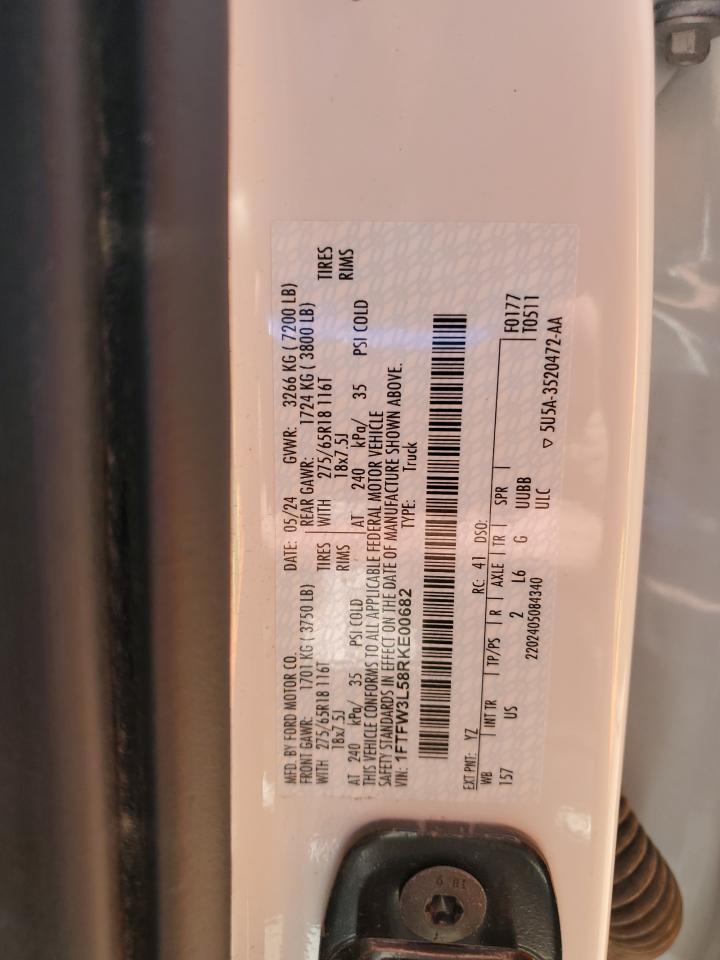 MFD. BY FORD MOTOR CO.
DATE: 05/24 GVWR: 3266 KG ( 7200 LB)
FRONT GAWR: 1701 KG ( 3750 LB) REAR GAWR: 1724 KG ( 3800 LB)
WITH 275/65R18 116T TIRES WITH 275/65R18 116T TIRES
18x7.5J RIMS 18x7.5J RIMS
AT 240 kPa/ 35 PSI COLD AT 240 kPa/ 35 PSI COLD
THIS VEHICLE CONFORMS TO ALL APPLICABLE FEDERAL MOTOR VEHICLE
SAFETY STANDARDS IN EFFECT ON THE DATE OF MANUFACTURE SHOWN ABOVE.
VIN: 1FTFW3L58RKE00682 TYPE: Truck
EXT PNT: YZ RC: 41 DSO:
WB INT TR TP/PS R AXLE TR SPR F0177
157 US 2 L6 G UUBB T0511
2202405084340 ULC ▽ 5U5A-3520472-AA